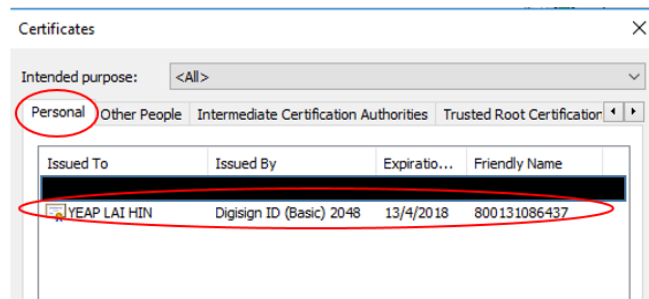 Certificates
Intended purpose: <All>
Personal Other People Intermediate Certification Authorities Trusted Root Certification
Issued To Issued By Expiratio... Friendly Name
YEAP LAI HIN Digisign ID (Basic) 2048 13/4/2018 800131086437